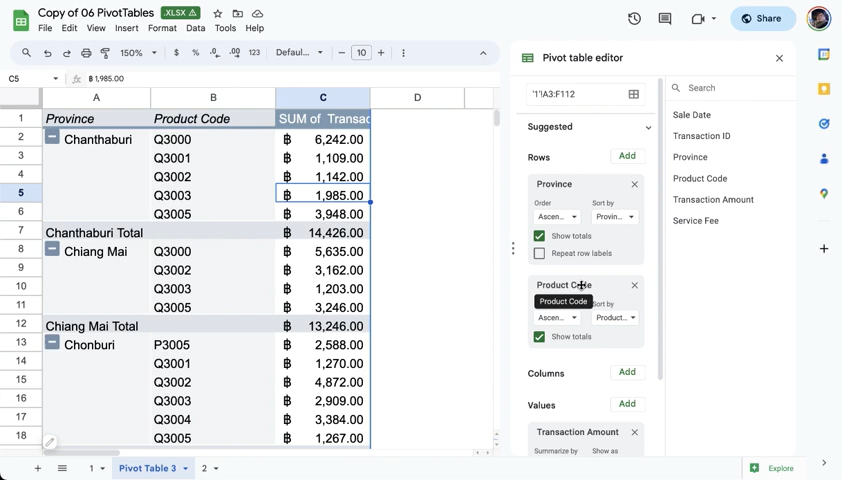 Copy of 06 PivotTables .XLSX
File Edit View Insert Format Data Tools Help
Share
150% $ % .0 .00 123 Defaul... 10
C5 fx ฿ 1,985.00
A B C D
1 Province Product Code SUM of Transac
2 Chanthaburi Q3000 ฿ 6,242.00
3 Q3001 ฿ 1,109.00
4 Q3002 ฿ 1,142.00
5 Q3003 ฿ 1,985.00
6 Q3005 ฿ 3,948.00
7 Chanthaburi Total ฿ 14,426.00
8 Chiang Mai Q3000 ฿ 5,635.00
9 Q3002 ฿ 3,162.00
10 Q3003 ฿ 1,203.00
11 Q3005 ฿ 3,246.00
12 Chiang Mai Total ฿ 13,246.00
13 Chonburi P3005 ฿ 2,588.00
14 Q3001 ฿ 1,270.00
15 Q3002 ฿ 4,872.00
16 Q3003 ฿ 2,909.00
17 Q3004 ฿ 3,384.00
18 Q3005 ฿ 1,267.00
1 Pivot Table 3 2
Pivot table editor
'1'!A3:F112
Suggested
Rows Add
Province
Order Sort by
Ascen... Provin...
Show totals
Repeat row labels
Product Code
Product Code
Sort by
Ascen... Product...
Show totals
Columns Add
Values Add
Transaction Amount
Summarize by Show as
Search
Sale Date
Transaction ID
Province
Product Code
Transaction Amount
Service Fee
Explore